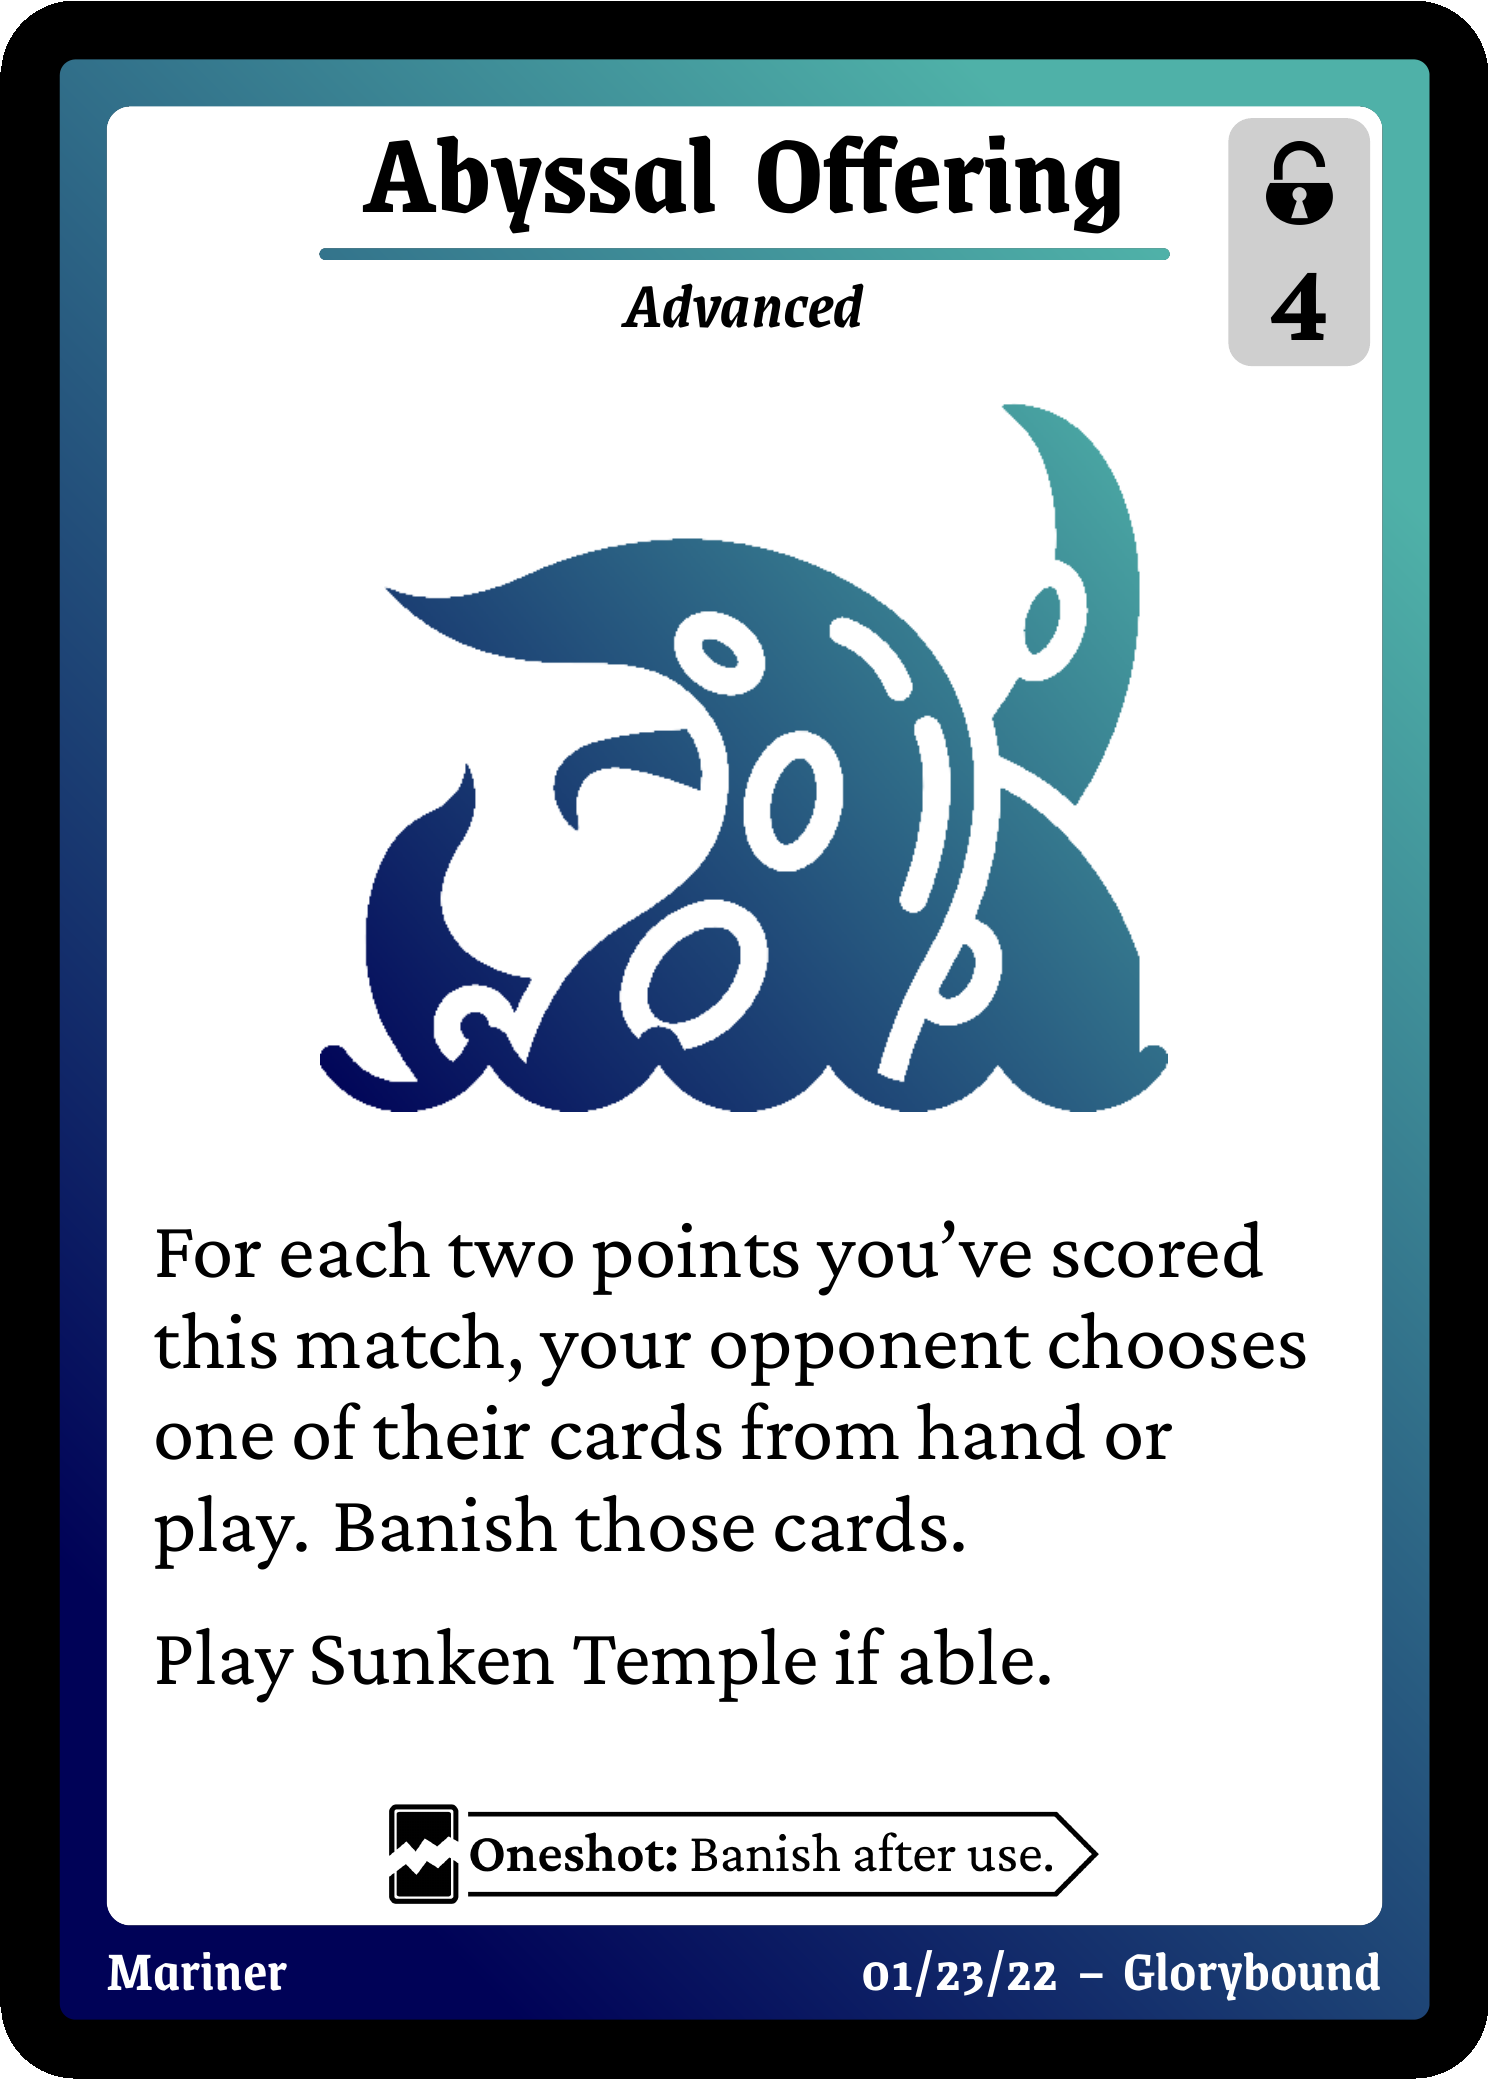 Abyssal Offering
4
Advanced
For each two points you’ve scored
this match, your opponent chooses
one of their cards from hand or
play. Banish those cards.
Play Sunken Temple if able.
Oneshot: Banish after use.
Mariner
01/23/22 – Glorybound